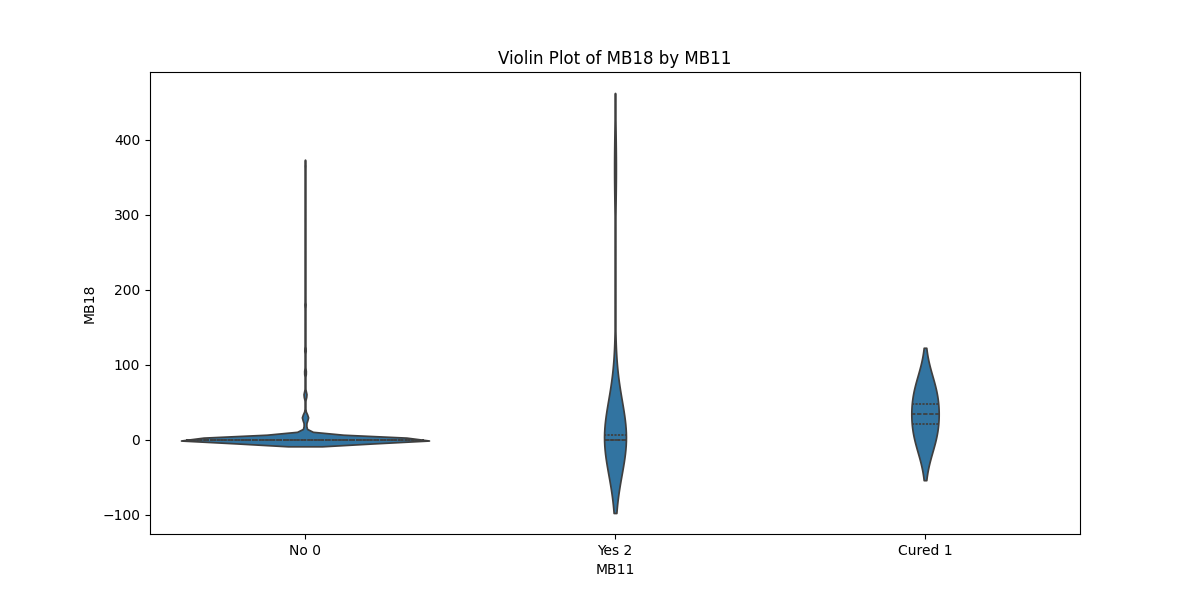 Violin Plot of MB18 by MB11
400
300
200
100
0
−100
MB18
No 0
Yes 2
Cured 1
MB11